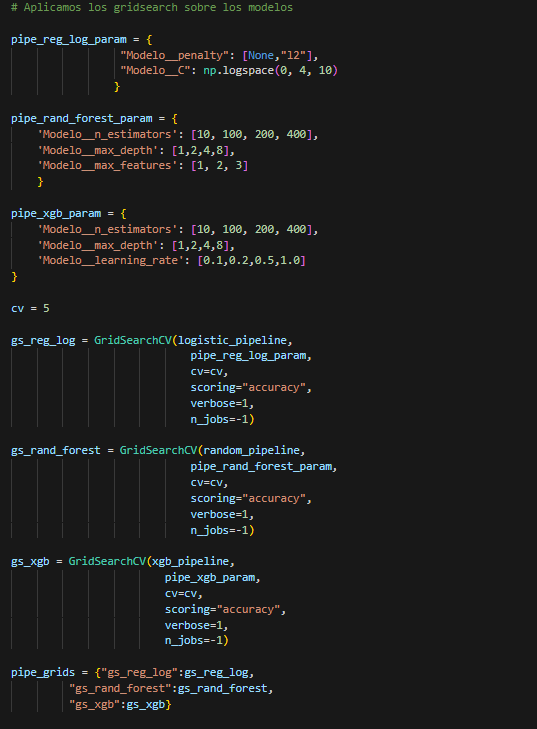 # Aplicamos los gridsearch sobre los modelos
pipe_reg_log_param = {
"Modelo__penalty": [None,"l2"],
"Modelo__C": np.logspace(0, 4, 10)
}
pipe_rand_forest_param = {
'Modelo__n_estimators': [10, 100, 200, 400],
'Modelo__max_depth': [1,2,4,8],
'Modelo__max_features': [1, 2, 3]
}
pipe_xgb_param = {
'Modelo__n_estimators': [10, 100, 200, 400],
'Modelo__max_depth': [1,2,4,8],
'Modelo__learning_rate': [0.1,0.2,0.5,1.0]
}
cv = 5
gs_reg_log = GridSearchCV(logistic_pipeline,
pipe_reg_log_param,
cv=cv,
scoring="accuracy",
verbose=1,
n_jobs=-1)
gs_rand_forest = GridSearchCV(random_pipeline,
pipe_rand_forest_param,
cv=cv,
scoring="accuracy",
verbose=1,
n_jobs=-1)
gs_xgb = GridSearchCV(xgb_pipeline,
pipe_xgb_param,
cv=cv,
scoring="accuracy",
verbose=1,
n_jobs=-1)
pipe_grids = {"gs_reg_log":gs_reg_log,
"gs_rand_forest":gs_rand_forest,
"gs_xgb":gs_xgb}